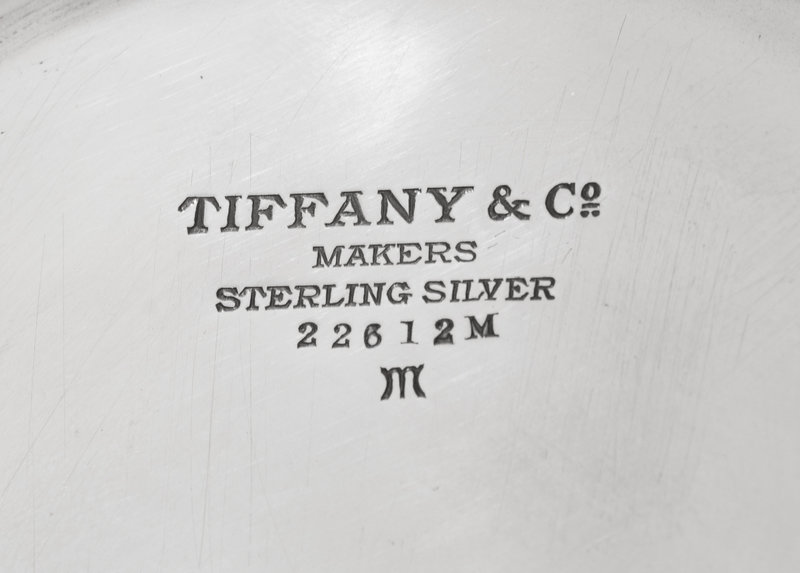 TIFFANY & Cº
MAKERS
STERLING SILVER
22612M
m